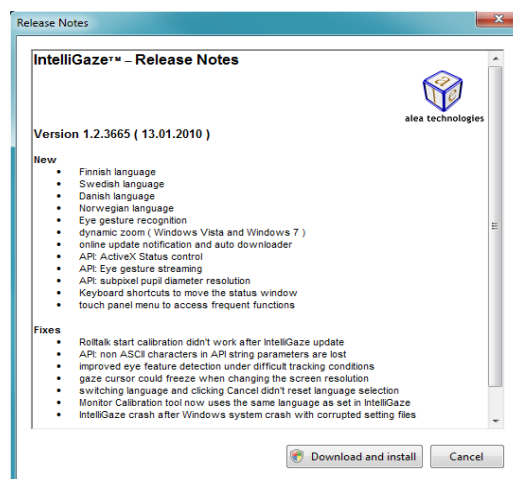 Release Notes
IntelliGaze™ – Release Notes
alea technologies
Version 1.2.3665 ( 13.01.2010 )
New
• Finnish language
• Swedish language
• Danish language
• Norwegian language
• Eye gesture recognition
• dynamic zoom ( Windows Vista and Windows 7 )
• online update notification and auto downloader
• API: ActiveX Status control
• API: Eye gesture streaming
• API: subpixel pupil diameter resolution
• Keyboard shortcuts to move the status window
• touch panel menu to access frequent functions
Fixes
• Rolltalk start calibration didn't work after IntelliGaze update
• API: non ASCII characters in API string parameters are lost
• improved eye feature detection under difficult tracking conditions
• gaze cursor could freeze when changing the screen resolution
• switching language and clicking Cancel didn't reset language selection
• Monitor Calibration tool now uses the same language as set in IntelliGaze
• IntelliGaze crash after Windows system crash with corrupted setting files
Download and install
Cancel